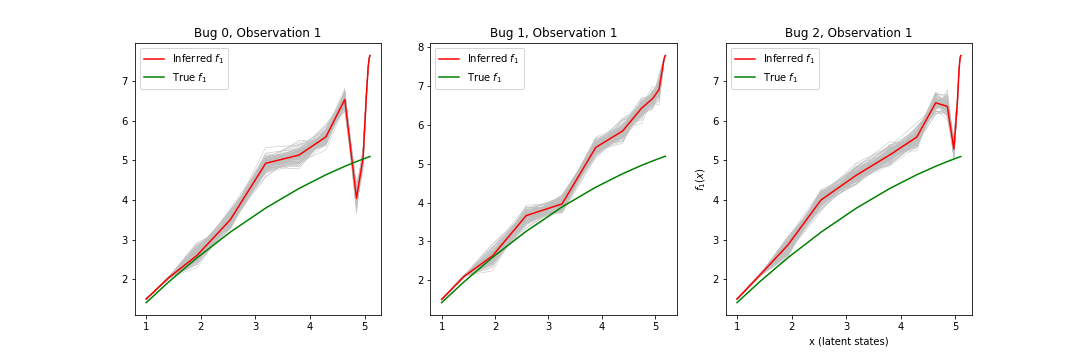 Bug 0, Observation 1
Inferred f₁
True f₁
7
6
5
4
3
2
1 2 3 4 5
Bug 1, Observation 1
Inferred f₁
True f₁
8
7
6
5
4
3
2
1 2 3 4 5
Bug 2, Observation 1
Inferred f₁
True f₁
f₁(x)
7
6
5
4
3
2
1 2 3 4 5
x (latent states)